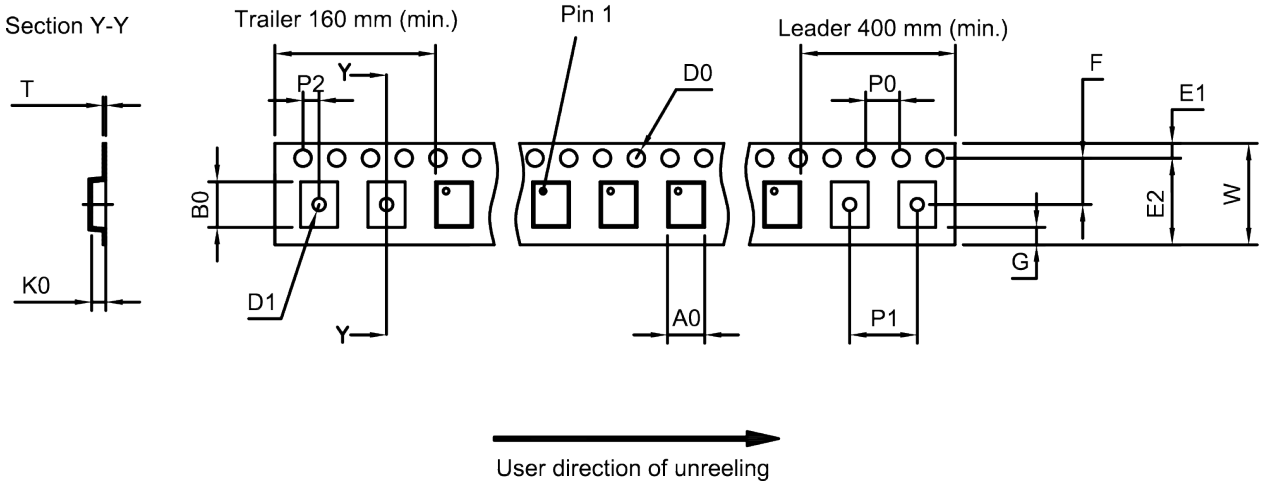 Section Y-Y
Trailer 160 mm (min.)
Pin 1
Leader 400 mm (min.)
T
P2
Y
D0
P0
F
E1
B0
E2
W
K0
D1
Y
A0
P1
G
User direction of unreeling